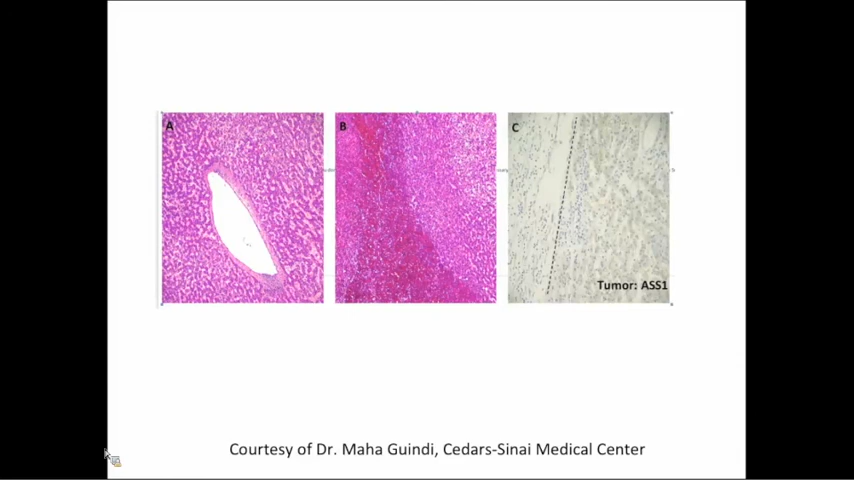 A
B
C
Tumor: ASS1
Courtesy of Dr. Maha Guindi, Cedars-Sinai Medical Center